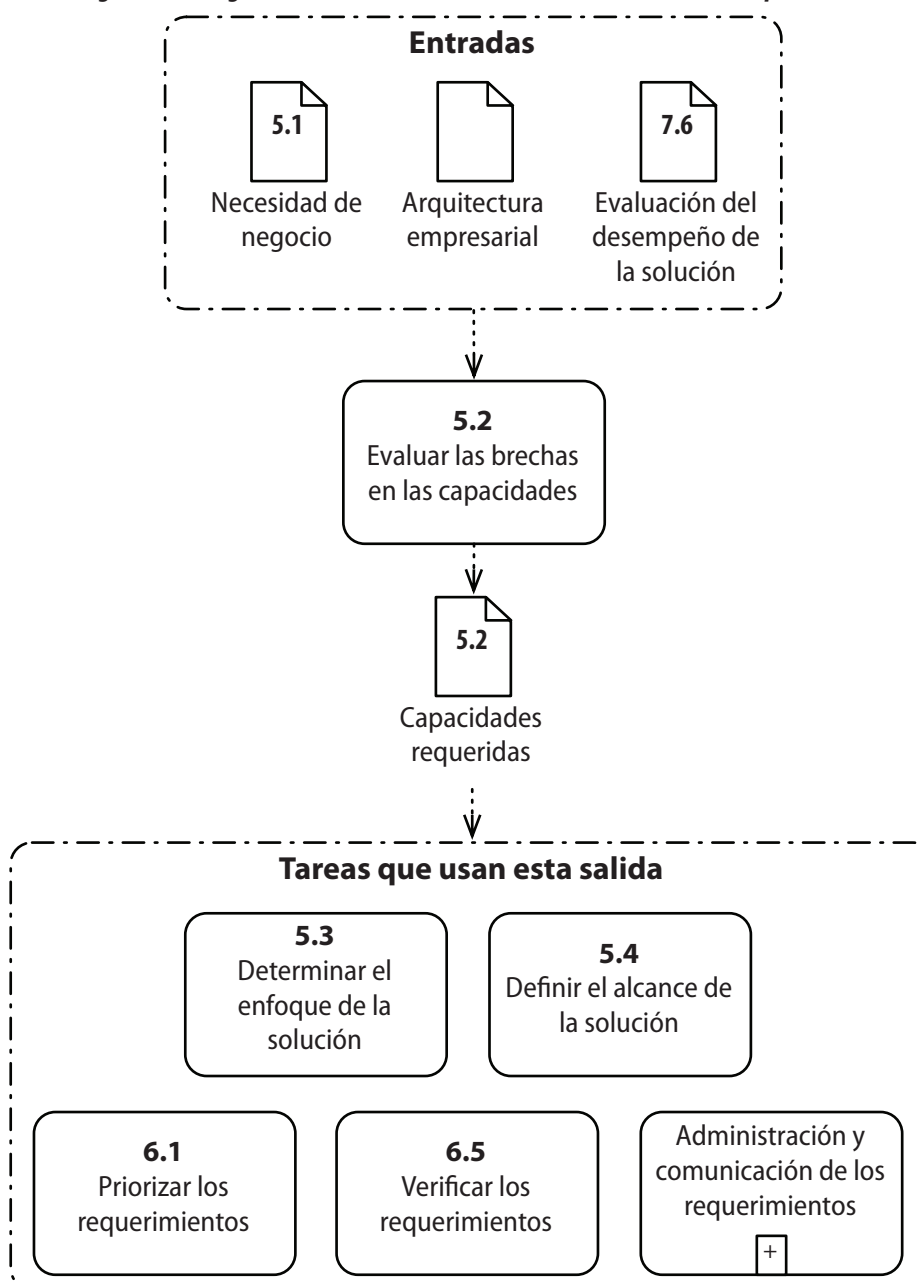 Entradas
5.1
Necesidad de
negocio
Arquitectura
empresarial
7.6
Evaluación del
desempeño de
la solución
5.2
Evaluar las brechas
en las capacidades
5.2
Capacidades
requeridas
Tareas que usan esta salida
5.3
Determinar el
enfoque de la
solución
5.4
Definir el alcance de
la solución
6.1
Priorizar los
requerimientos
6.5
Verificar los
requerimientos
Administración y
comunicación de los
requerimientos
+